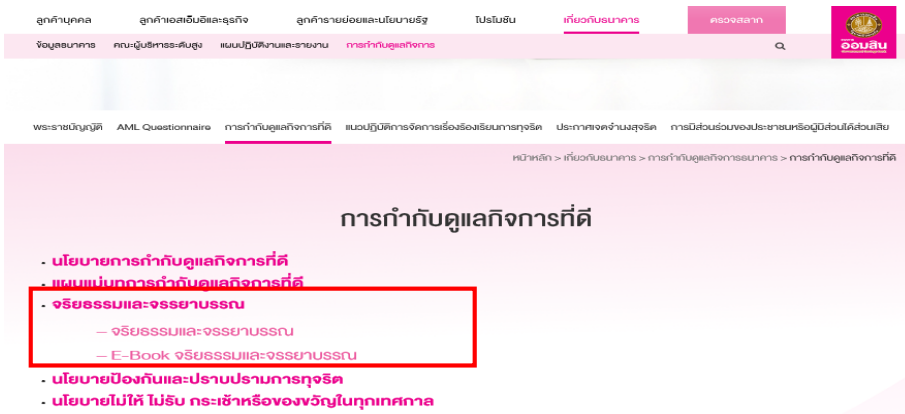 ลูกค้าบุคคล ลูกค้าเอสเอ็มอีและธุรกิจ ลูกค้ารายย่อยและนโยบายรัฐ โปรโมชัน เกี่ยวกับธนาคาร ตรวจสลาก
ข้อมูลธนาคาร คณะผู้บริหารระดับสูง แผนปฏิบัติงานและรายงาน การกำกับดูแลกิจการ
ออมสิน
พระราชบัญญัติ AML Questionnaire การกำกับดูแลกิจการที่ดี แนวปฏิบัติการจัดการเรื่องร้องเรียนการทุจริต ประกาศเจตจำนงสุจริต การมีส่วนร่วมของประชาชนหรือผู้มีส่วนได้ส่วนเสีย
หน้าหลัก > เกี่ยวกับธนาคาร > การกำกับดูแลกิจการธนาคาร > การกำกับดูแลกิจการที่ดี
การกำกับดูแลกิจการที่ดี
• นโยบายการกำกับดูแลกิจการที่ดี
• แผนแม่บทการกำกับดูแลกิจการที่ดี
• จริยธรรมและจรรยาบรรณ
– จริยธรรมและจรรยาบรรณ
– E-Book จริยธรรมและจรรยาบรรณ
• นโยบายป้องกันและปราบปรามการทุจริต
• นโยบายไม่ให้ ไม่รับ กระเช้าหรือของขวัญในทุกเทศกาล